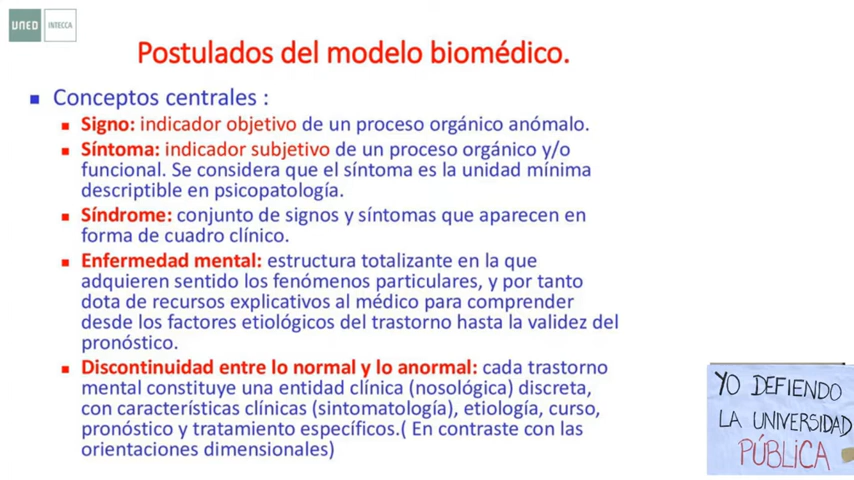 UNED
INTECCA
Postulados del modelo biomédico.
Conceptos centrales :
Signo: indicador objetivo de un proceso orgánico anómalo.
Síntoma: indicador subjetivo de un proceso orgánico y/o
funcional. Se considera que el síntoma es la unidad mínima
descriptible en psicopatología.
Síndrome: conjunto de signos y síntomas que aparecen en
forma de cuadro clínico.
Enfermedad mental: estructura totalizante en la que
adquieren sentido los fenómenos particulares, y por tanto
dota de recursos explicativos al médico para comprender
desde los factores etiológicos del trastorno hasta la validez del
pronóstico.
Discontinuidad entre lo normal y lo anormal: cada trastorno
mental constituye una entidad clínica (nosológica) discreta,
con características clínicas (sintomatología), etiología, curso,
pronóstico y tratamiento específicos.( En contraste con las
orientaciones dimensionales)
YO DEFIENDO
LA UNIVERSIDAD
PÚBLICA